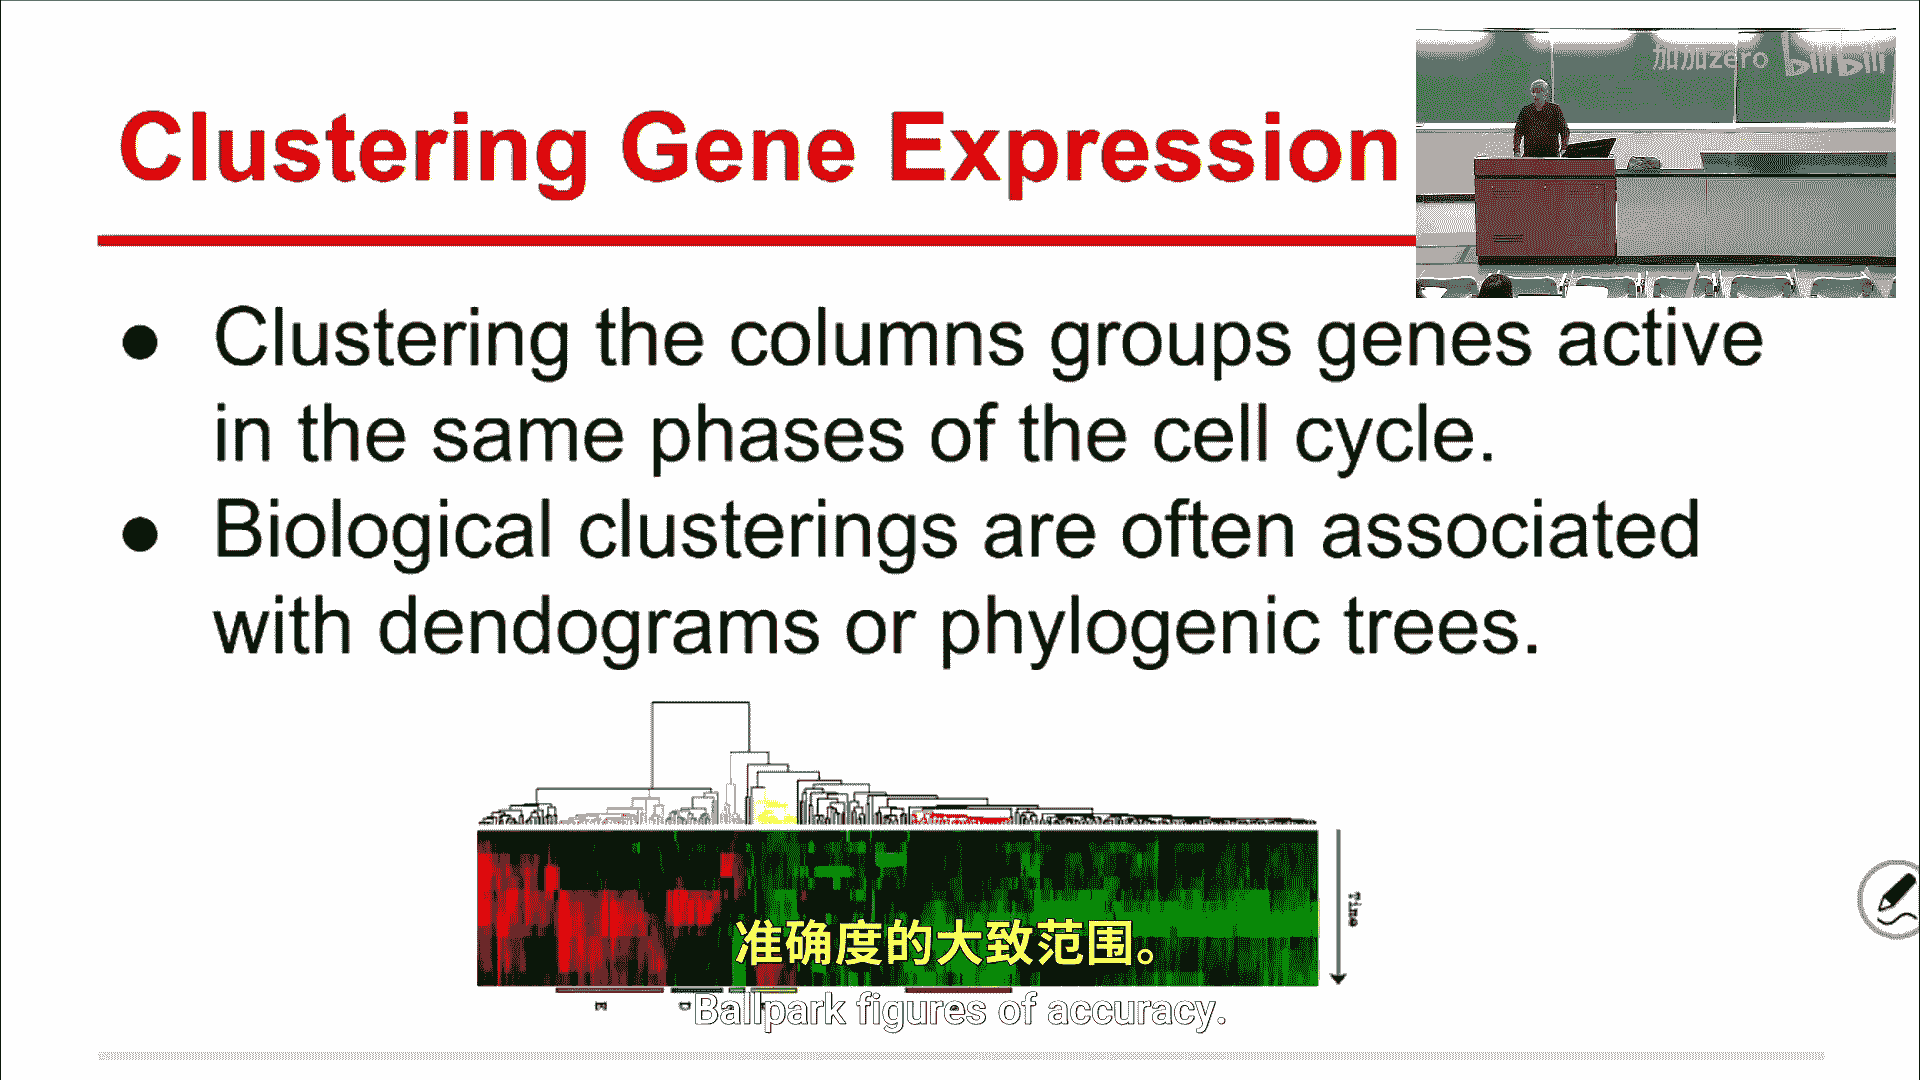 Clustering Gene Expression
加加zero bilibili
● Clustering the columns groups genes active
in the same phases of the cell cycle.
● Biological clusterings are often associated
with dendograms or phylogenic trees.
Time
准确度的大致范围。
E D
Ballpark figures of accuracy.